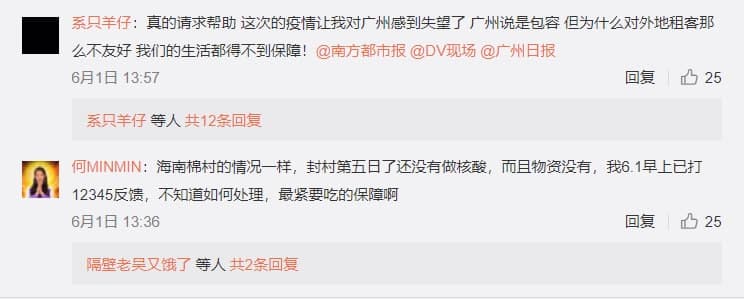 系只羊仔：真的请求帮助 这次的疫情让我对广州感到失望了 广州说是包容 但为什么对外地租客那
么不友好 我们的生活都得不到保障！@南方都市报 @DV现场 @广州日报
6月1日 13:57 回复 25
系只羊仔 等人 共12条回复
何MINMIN：海南棉村的情况一样，封村第五日了还没有做核酸，而且物资没有，我6.1早上已打
12345反馈，不知道如何处理，最紧要吃的保障啊
6月1日 13:36 回复 25
隔壁老吴又饿了 等人 共2条回复